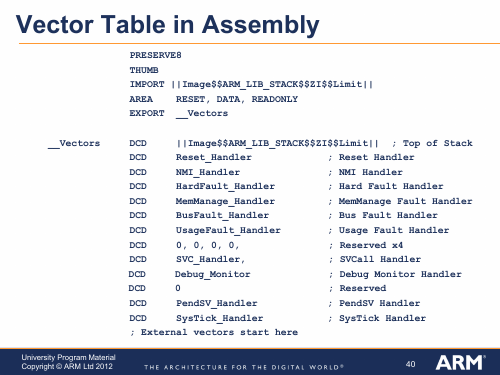 Vector Table in Assembly
PRESERVE8
THUMB
IMPORT ||Image$$ARM_LIB_STACK$$ZI$$Limit||
AREA RESET, DATA, READONLY
EXPORT __Vectors
__Vectors DCD ||Image$$ARM_LIB_STACK$$ZI$$Limit|| ; Top of Stack
DCD Reset_Handler ; Reset Handler
DCD NMI_Handler ; NMI Handler
DCD HardFault_Handler ; Hard Fault Handler
DCD MemManage_Handler ; MemManage Fault Handler
DCD BusFault_Handler ; Bus Fault Handler
DCD UsageFault_Handler ; Usage Fault Handler
DCD 0, 0, 0, 0, ; Reserved x4
DCD SVC_Handler, ; SVCall Handler
DCD Debug_Monitor ; Debug Monitor Handler
DCD 0 ; Reserved
DCD PendSV_Handler ; PendSV Handler
DCD SysTick_Handler ; SysTick Handler
; External vectors start here
University Program Material
Copyright © ARM Ltd 2012
THE ARCHITECTURE FOR THE DIGITAL WORLD®
40
ARM®